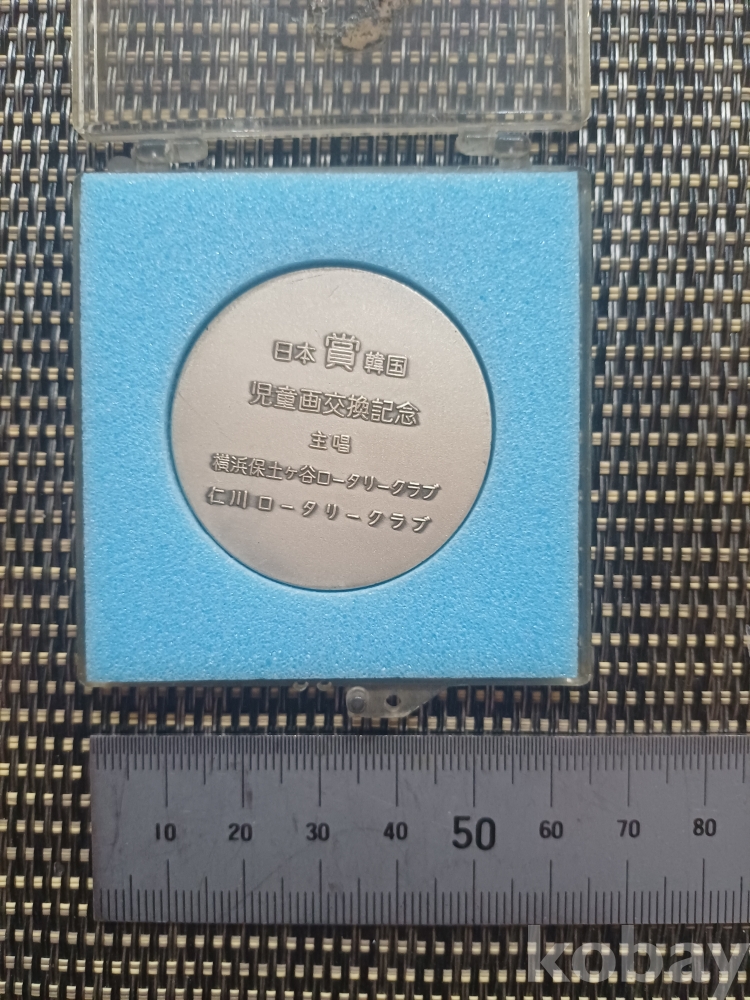 日本 賞 韓国
児童画交換記念
主唱
横浜保土ヶ谷ロータリークラブ
仁川ロータリークラブ
10 20 30 40 50 60 70 80
kobay